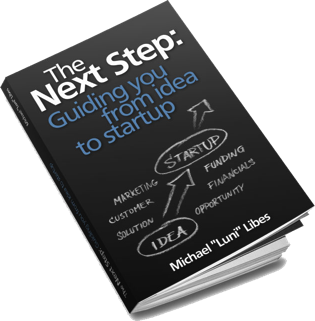 The
Next Step:
Guiding you
from idea
to startup
STARTUP
MARKETING
FUNDING
CUSTOMER
FINANCIALS
SOLUTION
OPPORTUNITY
IDEA
Michael "Luni" Libes